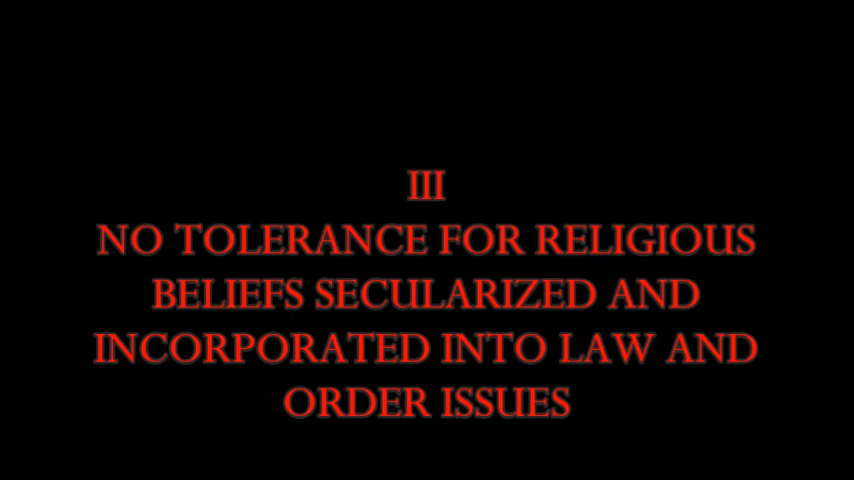 III
NO TOLERANCE FOR RELIGIOUS
BELIEFS SECULARIZED AND
INCORPORATED INTO LAW AND
ORDER ISSUES